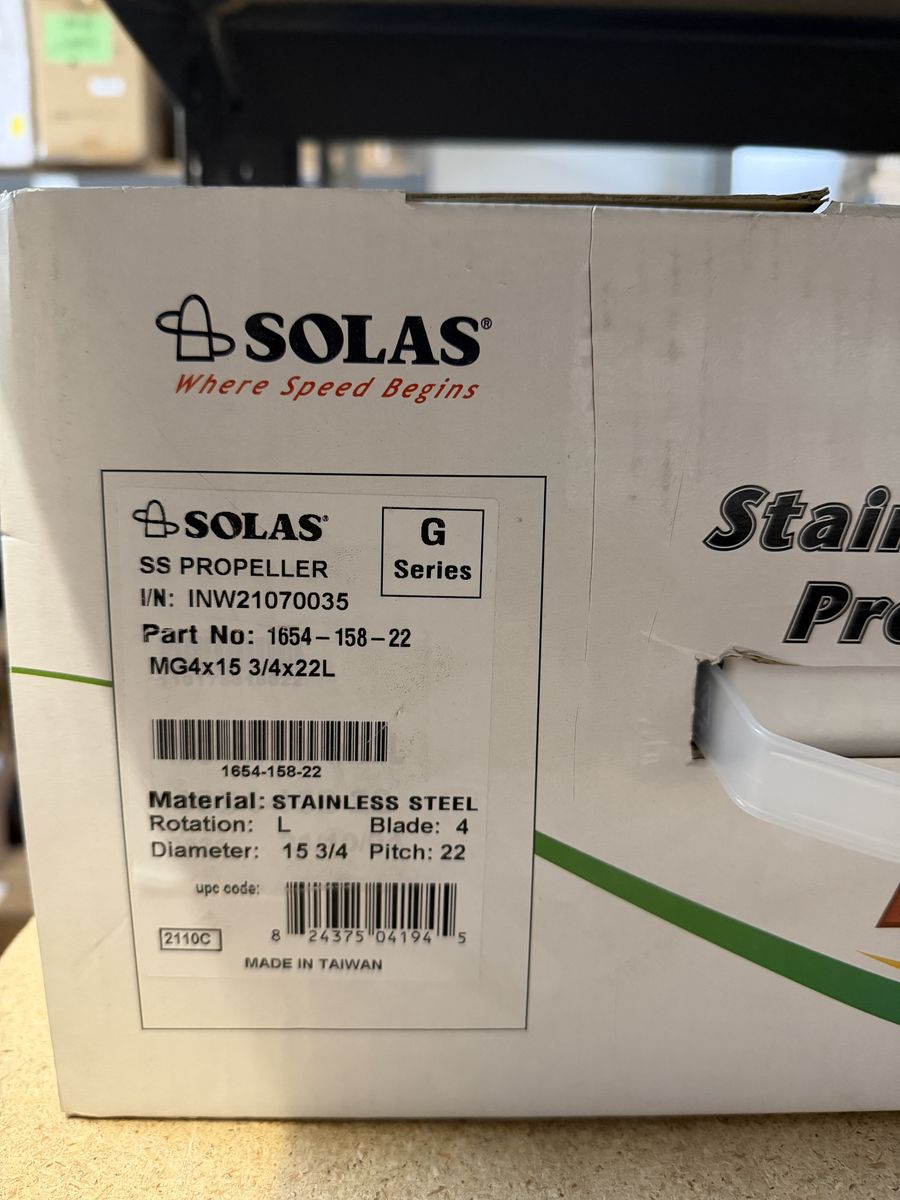 SOLAS®
Where Speed Begins
SOLAS®
G
Series
SS PROPELLER
I/N: INW21070035
Part No: 1654-158-22
MG4x15 3/4x22L
1654-158-22
Material: STAINLESS STEEL
Rotation: L Blade: 4
Diameter: 15 3/4 Pitch: 22
upc code:
8 24375 04194 5
2110C
MADE IN TAIWAN
Stain
Pro